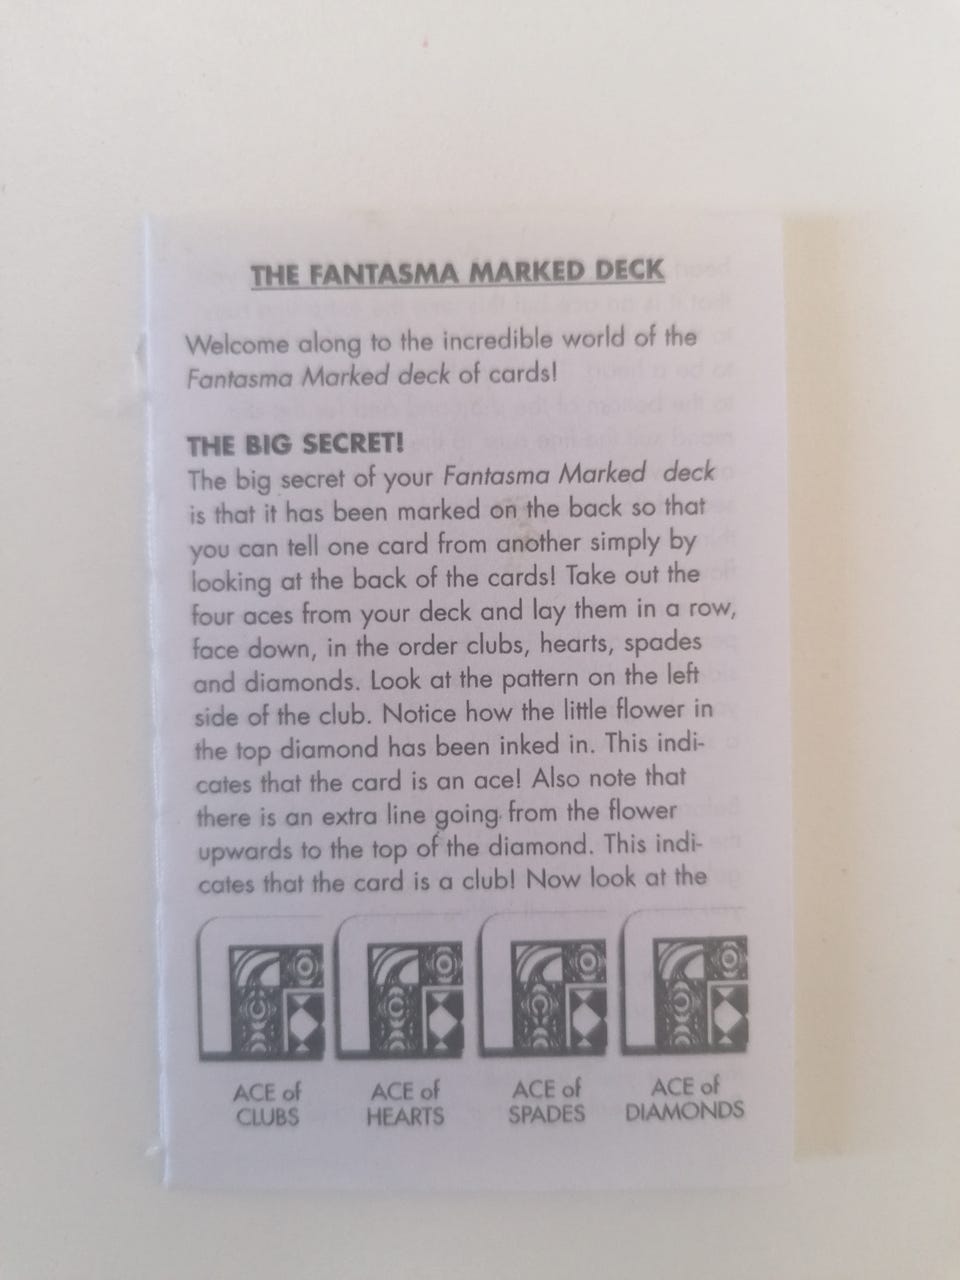 THE FANTASMA MARKED DECK
Welcome along to the incredible world of the
Fantasma Marked deck of cards!
THE BIG SECRET!
The big secret of your Fantasma Marked deck
is that it has been marked on the back so that
you can tell one card from another simply by
looking at the back of the cards! Take out the
four aces from your deck and lay them in a row,
face down, in the order clubs, hearts, spades
and diamonds. Look at the pattern on the left
side of the club. Notice how the little flower in
the top diamond has been inked in. This indi-
cates that the card is an ace! Also note that
there is an extra line going from the flower
upwards to the top of the diamond. This indi-
cates that the card is a club! Now look at the
ACE of
CLUBS
ACE of
HEARTS
ACE of
SPADES
ACE of
DIAMONDS